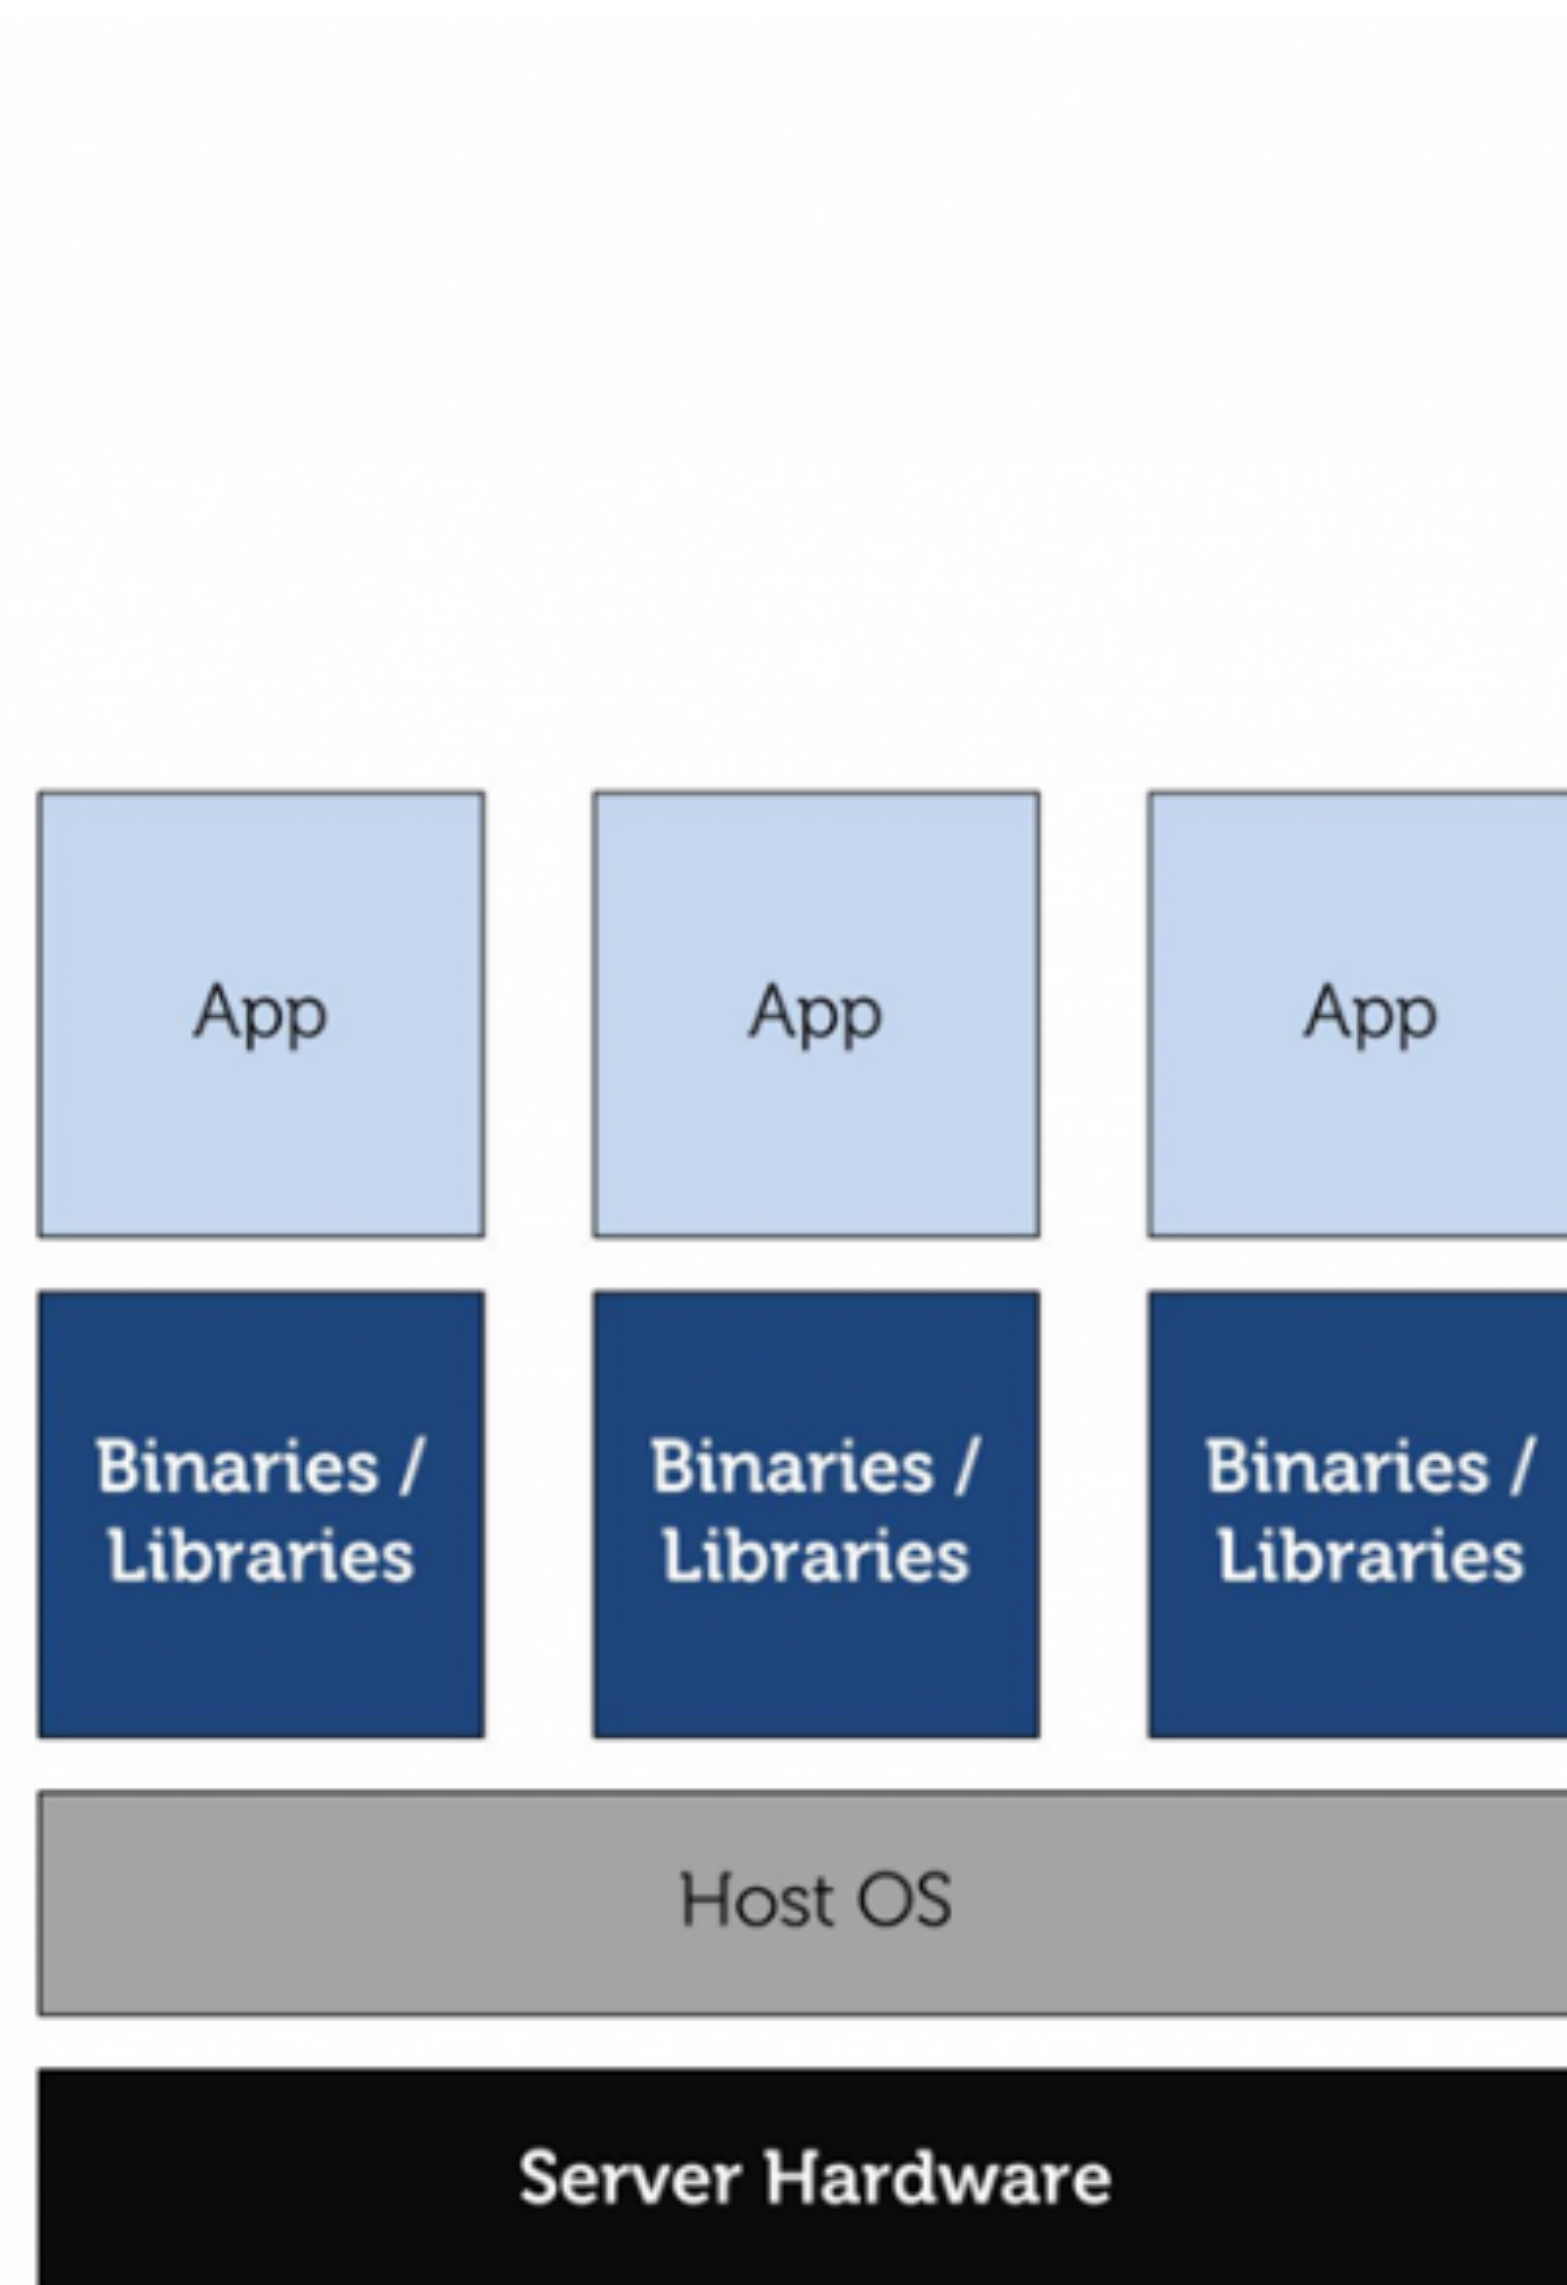 App App App
Binaries / Binaries / Binaries /
Libraries Libraries Libraries
Host OS
Server Hardware